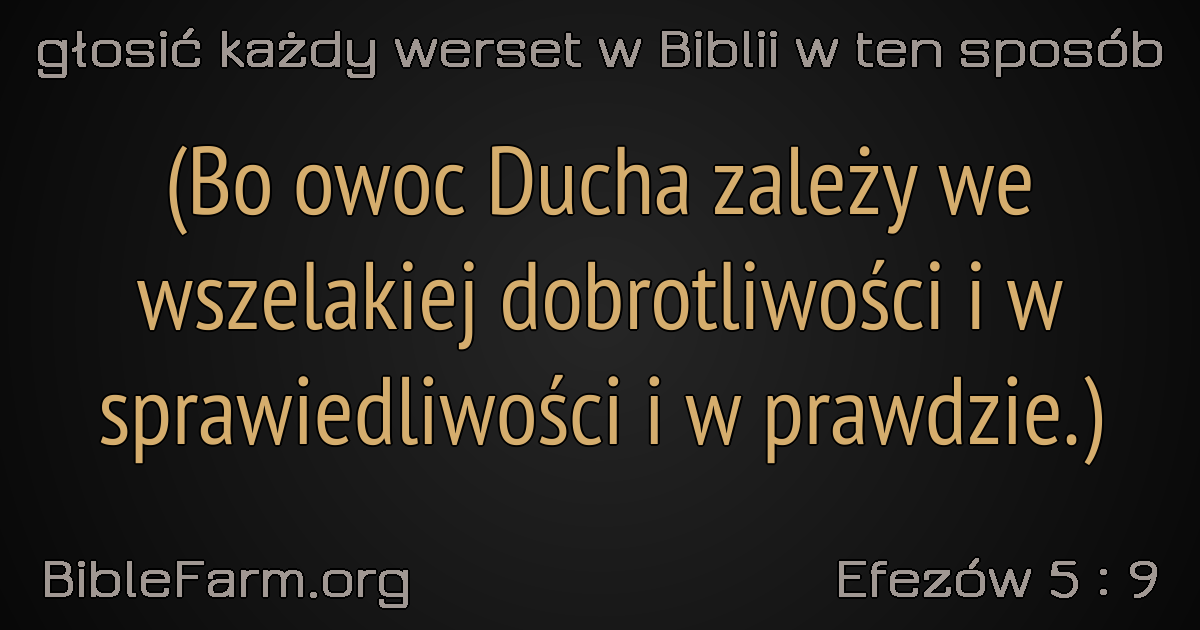 głosić każdy werset w Biblii w ten sposób
(Bo owoc Ducha zależy we
wszelakiej dobrotliwości i w
sprawiedliwości i w prawdzie.)
BibleFarm.org
Efezów 5 : 9